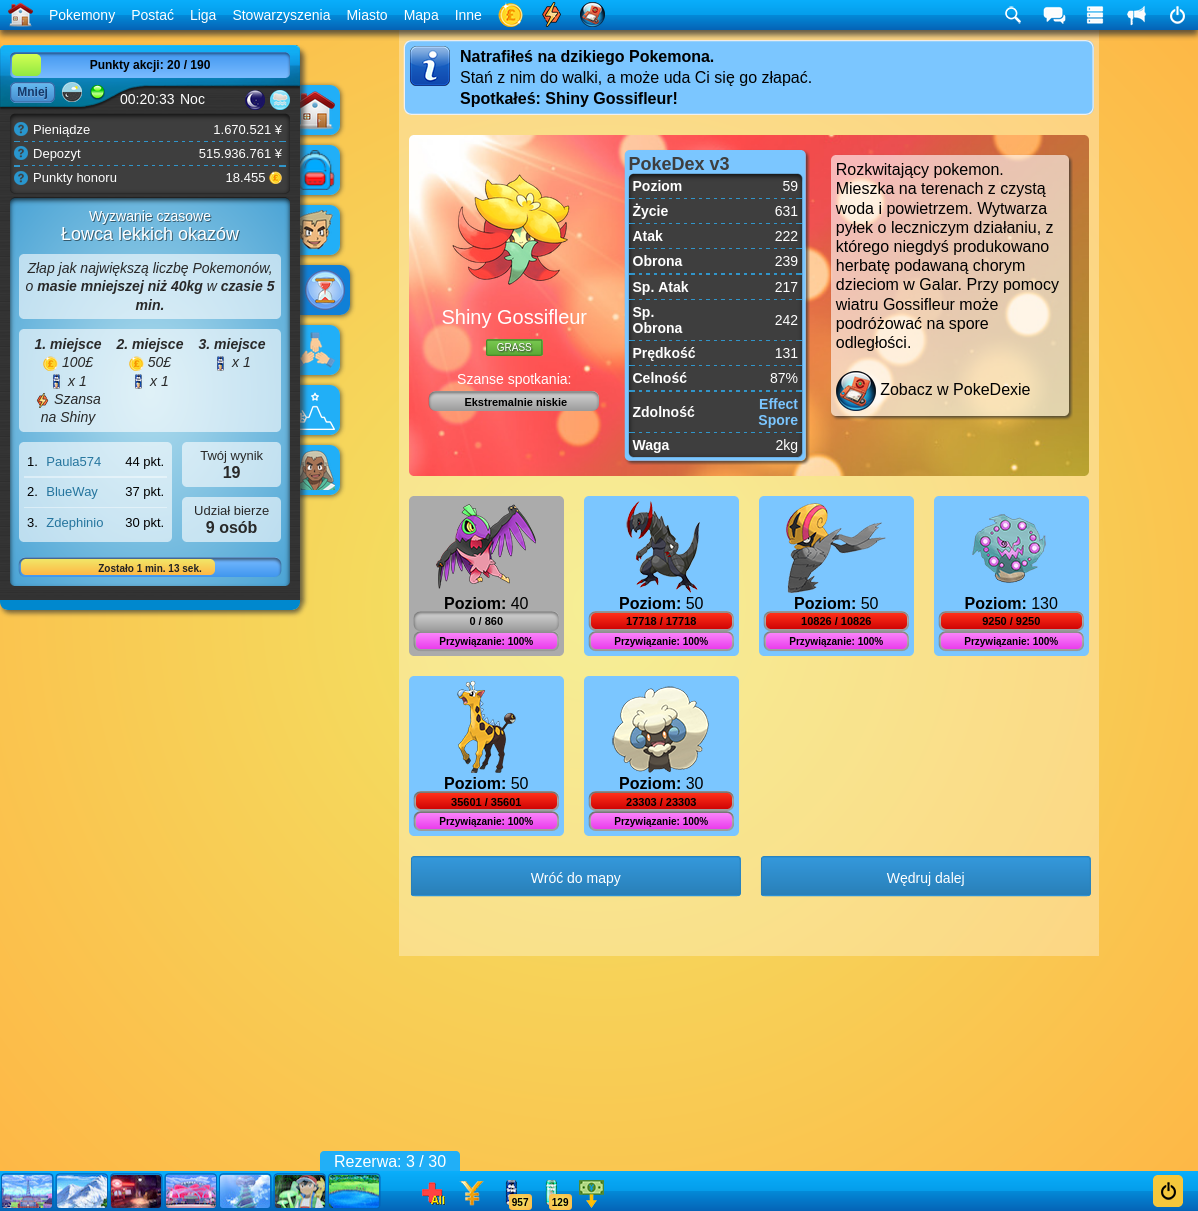 Pokemony Postać Liga Stowarzyszenia Miasto Mapa Inne
Punkty akcji: 20 / 190
Mniej 00:20:33 Noc
Pieniądze 1.670.521 ¥
Depozyt 515.936.761 ¥
Punkty honoru 18.455
Wyzwanie czasowe
Łowca lekkich okazów
Złap jak największą liczbę Pokemonów,
o masie mniejszej niż 40kg w czasie 5
min.
1. miejsce 2. miejsce 3. miejsce
100£ 50£ x 1
x 1 x 1
Szansa
na Shiny
1. Paula574 44 pkt.
2. BlueWay 37 pkt.
3. Zdephinio 30 pkt.
Twój wynik
19
Udział bierze
9 osób
Zostało 1 min. 13 sek.
Natrafiłeś na dzikiego Pokemona.
Stań z nim do walki, a może uda Ci się go złapać.
Spotkałeś: Shiny Gossifleur!
Shiny Gossifleur
GRASS
Szanse spotkania:
Ekstremalnie niskie
PokeDex v3
Poziom 59
Życie 631
Atak 222
Obrona 239
Sp. Atak 217
Sp.
Obrona 242
Prędkość 131
Celność 87%
Zdolność Effect
Spore
Waga 2kg
Rozkwitający pokemon.
Mieszka na terenach z czystą
woda i powietrzem. Wytwarza
pyłek o leczniczym działaniu, z
którego niegdyś produkowano
herbatę podawaną chorym
dzieciom w Galar. Przy pomocy
wiatru Gossifleur może
podróżować na spore
odległości.
Zobacz w PokeDexie
Poziom: 40 Poziom: 50 Poziom: 50 Poziom: 130
0 / 860 17718 / 17718 10826 / 10826 9250 / 9250
Przywiązanie: 100% Przywiązanie: 100% Przywiązanie: 100% Przywiązanie: 100%
Poziom: 50 Poziom: 30
35601 / 35601 23303 / 23303
Przywiązanie: 100% Przywiązanie: 100%
Wróć do mapy Wędruj dalej
Rezerwa: 3 / 30
All 957 129